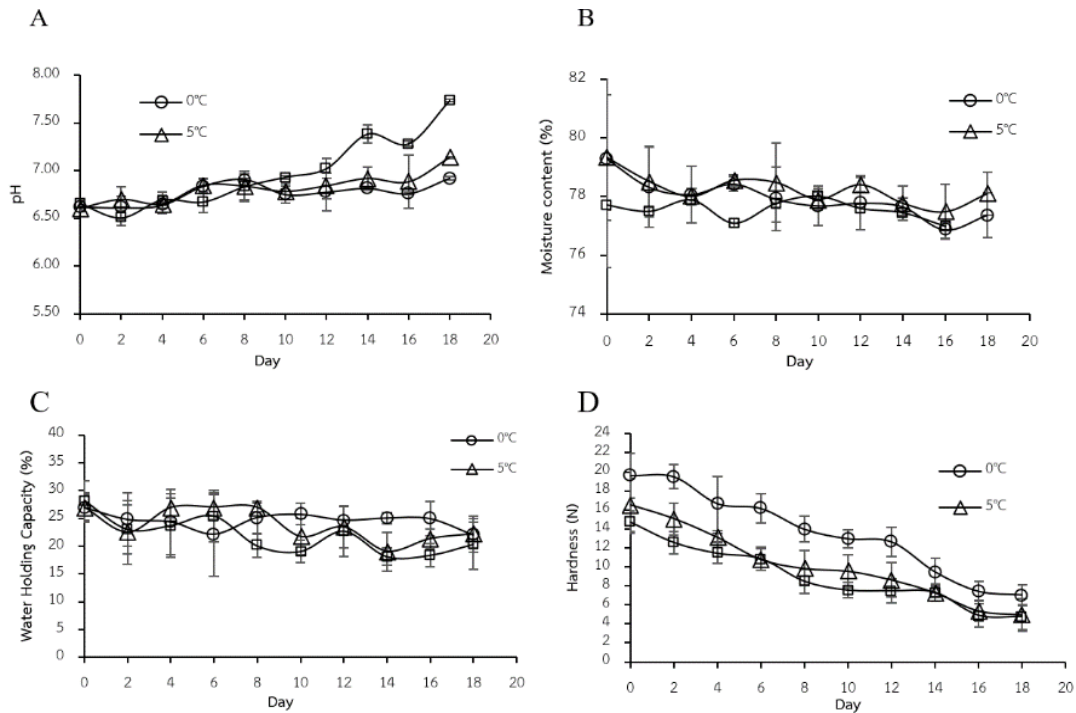 A
8.00
7.50
7.00
6.50
6.00
5.50
pH
0°C
5°C
0 2 4 6 8 10 12 14 16 18 20
Day
B
82
80
78
76
74
Moisture content (%)
0°C
5°C
0 2 4 6 8 10 12 14 16 18 20
Day
C
40
35
30
25
20
15
10
5
0
Water Holding Capacity (%)
0°C
5°C
0 2 4 6 8 10 12 14 16 18 20
Day
D
24
22
20
18
16
14
12
10
8
6
4
2
0
Hardness (N)
0°C
5°C
0 2 4 6 8 10 12 14 16 18 20
Day